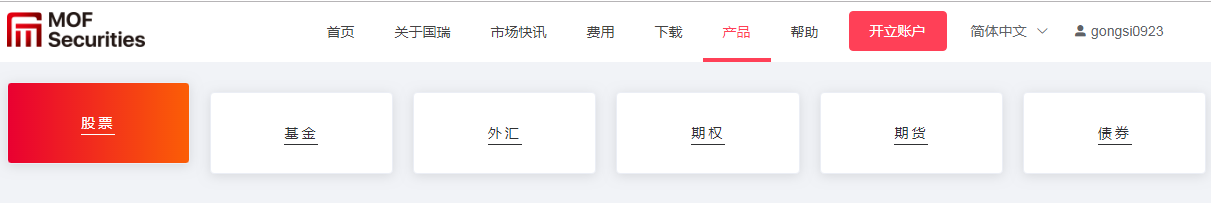 MOF
Securities
首页 关于国瑞 市场快讯 费用 下载 产品 帮助 开立账户 简体中文 gongsi0923
股票 基金 外汇 期权 期货 债券